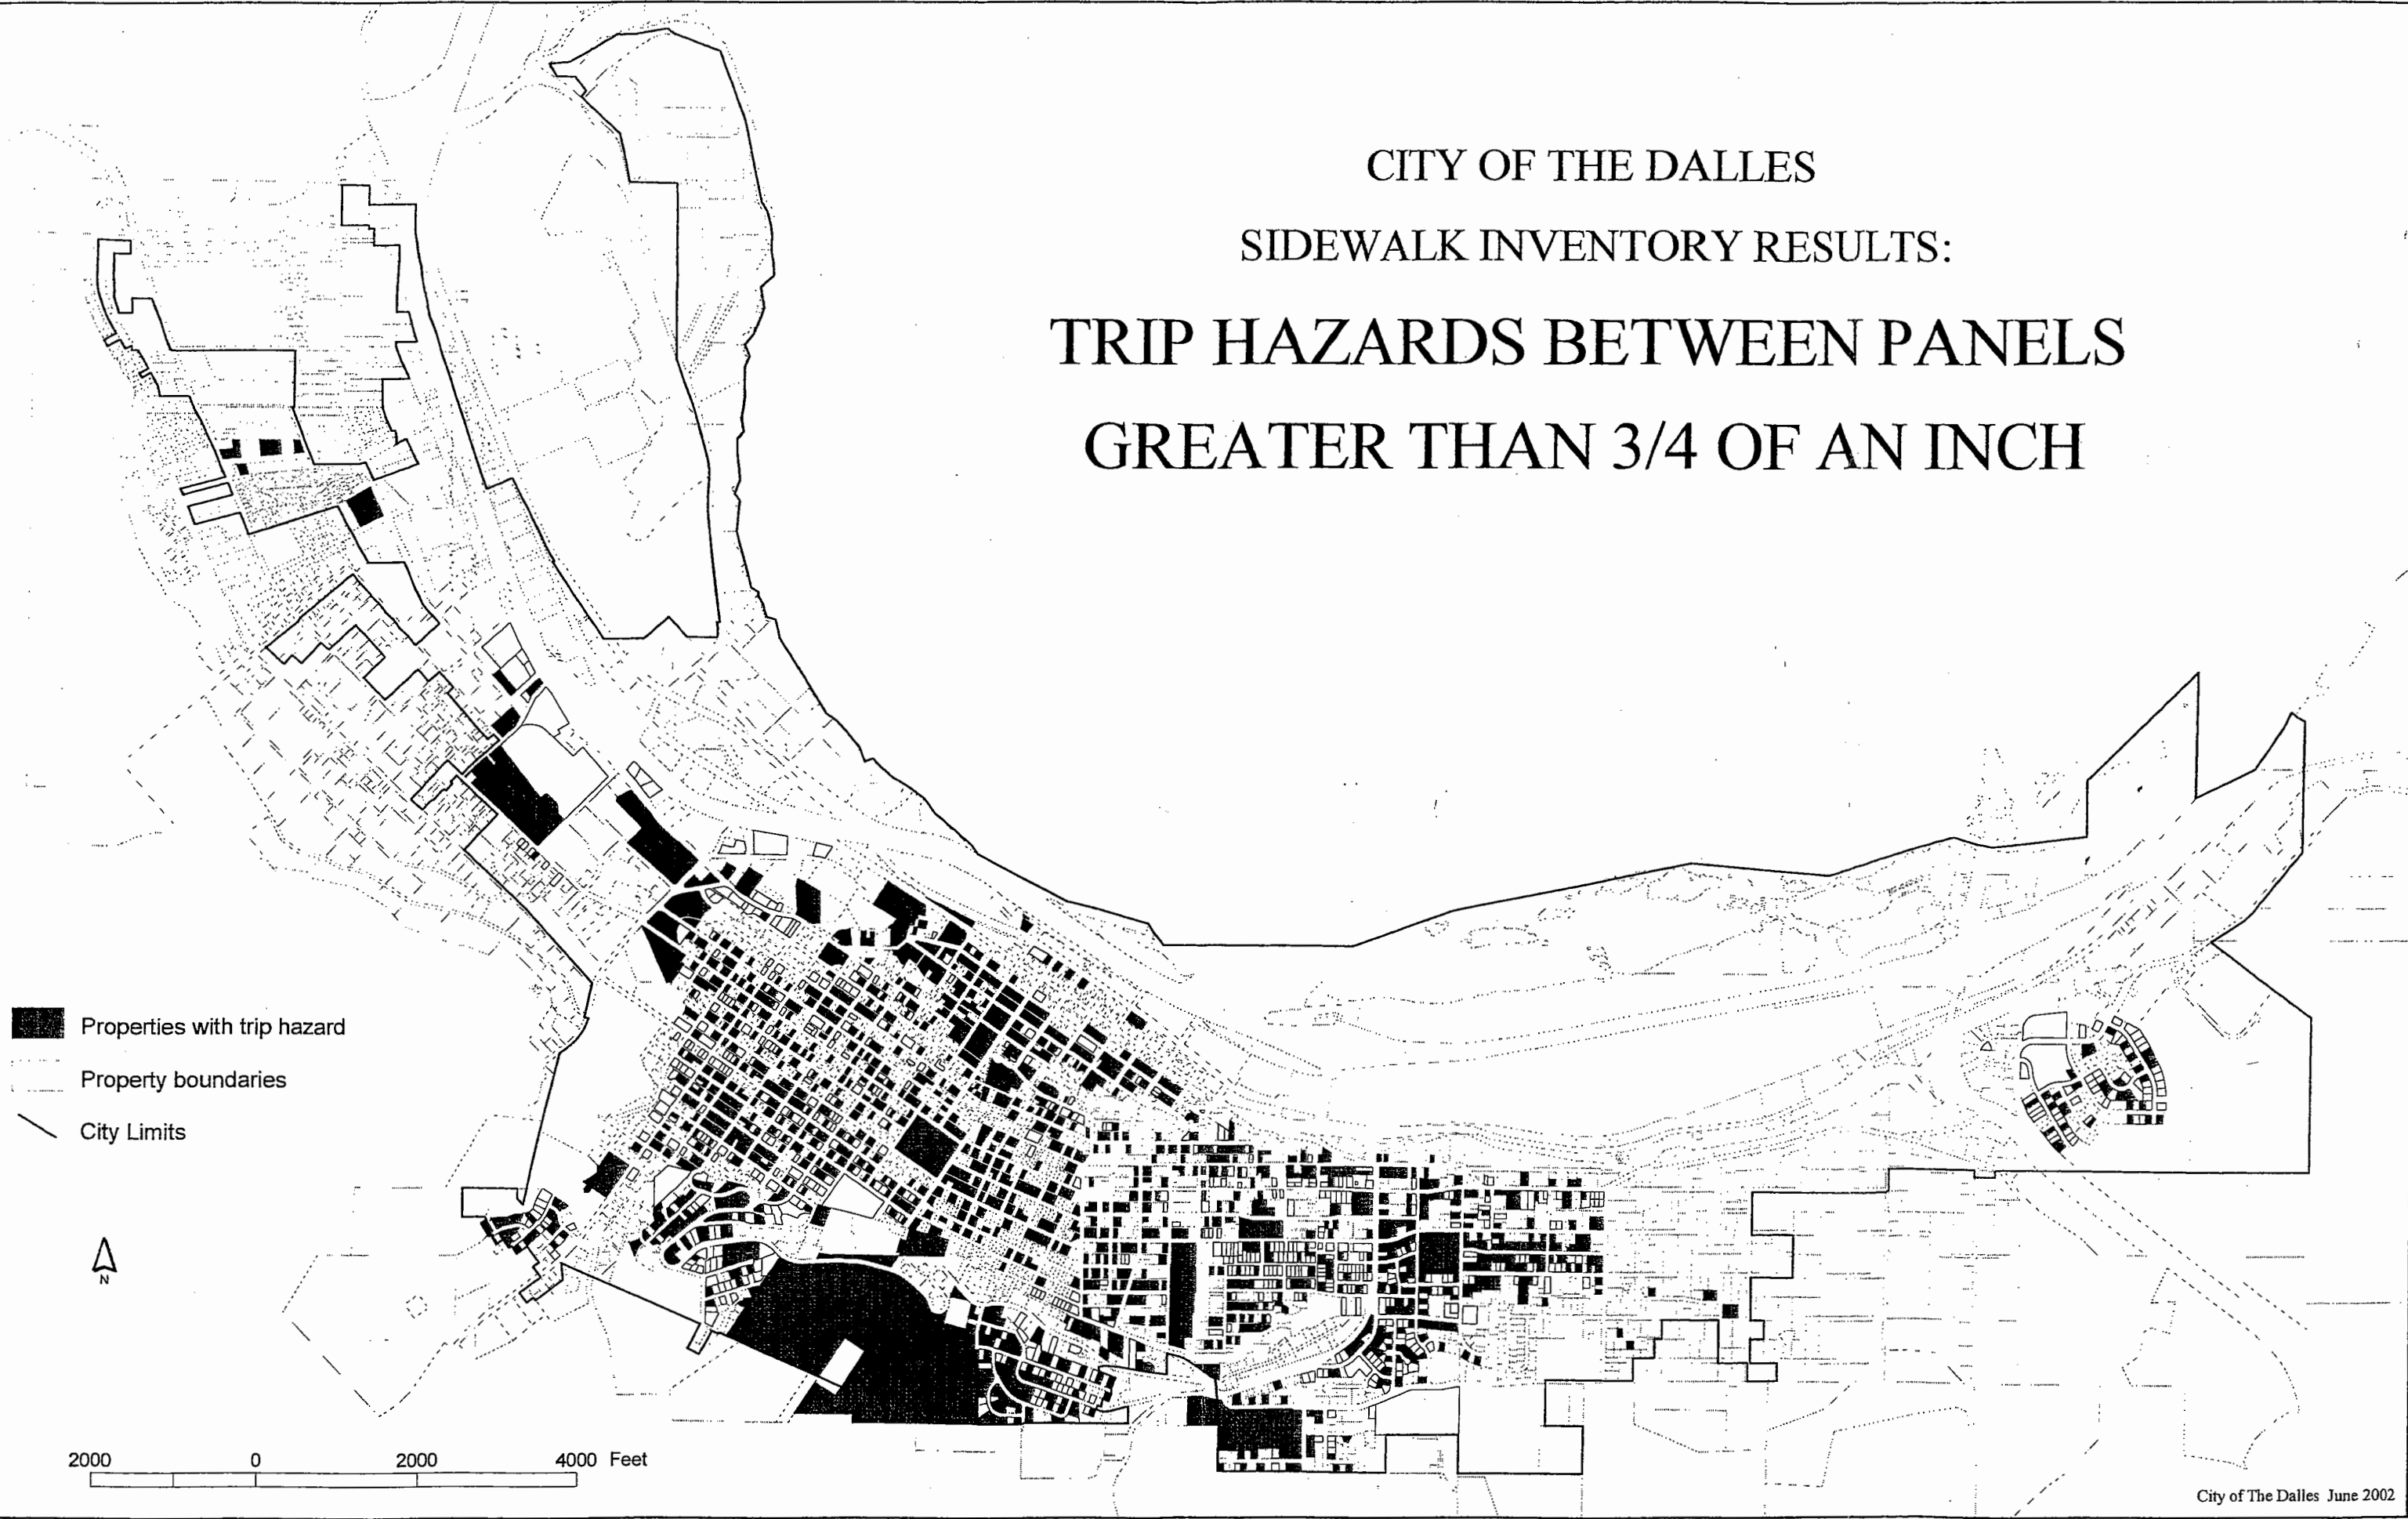 CITY OF THE DALLES
SIDEWALK INVENTORY RESULTS:
TRIP HAZARDS BETWEEN PANELS
GREATER THAN 3/4 OF AN INCH
Properties with trip hazard
Property boundaries
City Limits
N
2000 0 2000 4000 Feet
City of The Dalles June 2002